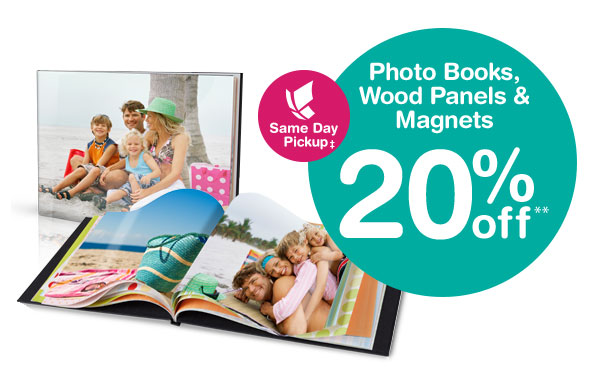 Photo Books,
Wood Panels &
Magnets
20% off**
Same Day
Pickup‡